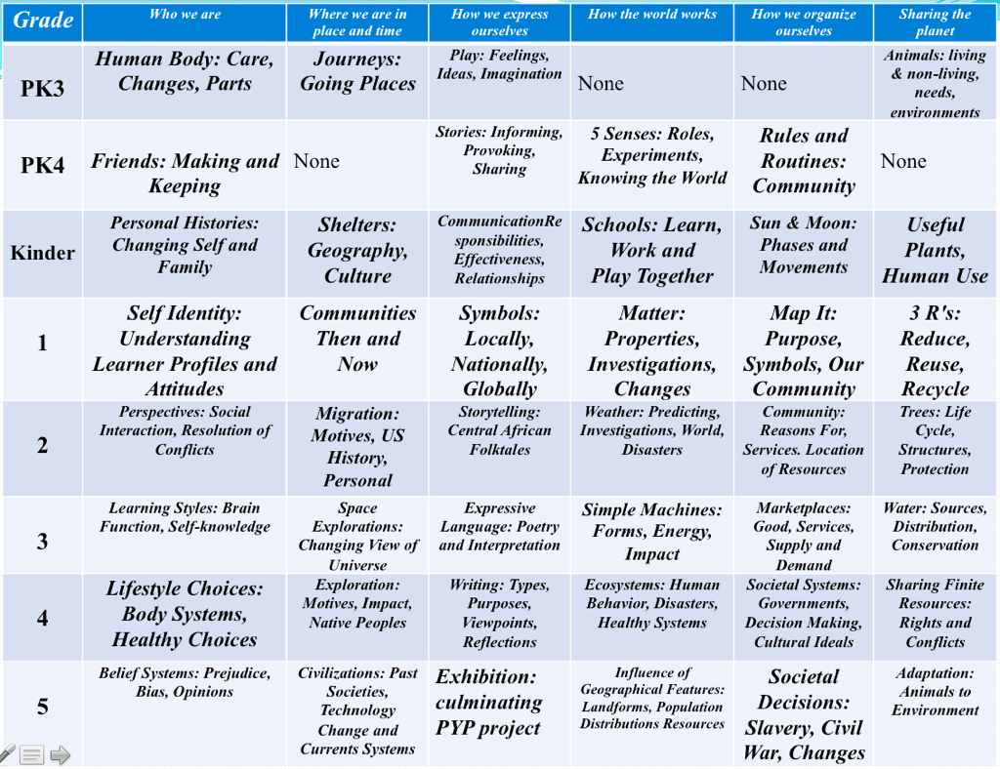 Grade
Who we are
Where we are in
place and time
How we express
ourselves
How the world works
How we organize
ourselves
Sharing the
planet
PK3
Human Body: Care,
Changes, Parts
Journeys:
Going Places
Play: Feelings,
Ideas, Imagination
None
None
Animals: living
& non-living,
needs,
environments
PK4
Friends: Making and
Keeping
None
Stories: Informing,
Provoking,
Sharing
5 Senses: Roles,
Experiments,
Knowing the World
Rules and
Routines:
Community
None
Kinder
Personal Histories:
Changing Self and
Family
Shelters:
Geography,
Culture
CommunicationRe
sponsibilities,
Effectiveness,
Relationships
Schools: Learn,
Work and
Play Together
Sun & Moon:
Phases and
Movements
Useful
Plants,
Human Use
1
Self Identity:
Understanding
Learner Profiles and
Attitudes
Communities
Then and
Now
Symbols:
Locally,
Nationally,
Globally
Matter:
Properties,
Investigations,
Changes
Map It:
Purpose,
Symbols, Our
Community
3 R's:
Reduce,
Reuse,
Recycle
2
Perspectives: Social
Interaction, Resolution of
Conflicts
Migration:
Motives, US
History,
Personal
Storytelling:
Central African
Folktales
Weather: Predicting,
Investigations, World,
Disasters
Community:
Reasons For,
Services. Location
of Resources
Trees: Life
Cycle,
Structures,
Protection
3
Learning Styles: Brain
Function, Self-knowledge
Space
Explorations:
Changing View of
Universe
Expressive
Language: Poetry
and Interpretation
Simple Machines:
Forms, Energy,
Impact
Marketplaces:
Good, Services,
Supply and
Demand
Water: Sources,
Distribution,
Conservation
4
Lifestyle Choices:
Body Systems,
Healthy Choices
Exploration:
Motives, Impact,
Native Peoples
Writing: Types,
Purposes,
Viewpoints,
Reflections
Ecosystems: Human
Behavior, Disasters,
Healthy Systems
Societal Systems:
Governments,
Decision Making,
Cultural Ideals
Sharing Finite
Resources:
Rights and
Conflicts
5
Belief Systems: Prejudice,
Bias, Opinions
Civilizations: Past
Societies,
Technology
Change and
Currents Systems
Exhibition:
culminating
PYP project
Influence of
Geographical Features:
Landforms, Population
Distributions Resources
Societal
Decisions:
Slavery, Civil
War, Changes
Adaptation:
Animals to
Environment